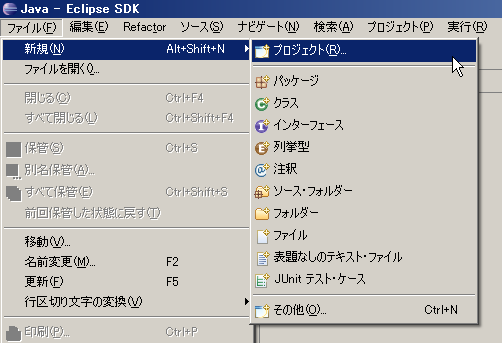 Java - Eclipse SDK
ファイル(F) 編集(E) Refactor ソース(S) ナビゲート(N) 検索(A) プロジェクト(P) 実行(R)
新規(N) Alt+Shift+N
ファイルを開く(.)...
閉じる(C) Ctrl+F4
すべて閉じる(L) Ctrl+Shift+F4
保管(S) Ctrl+S
別名保管(A)...
すべて保管(E) Ctrl+Shift+S
前回保管した状態に戻す(T)
移動(V)...
名前変更(M)... F2
更新(F) F5
行区切り文字の変換(V)
印刷(P)... Ctrl+P
プロジェクト(R)...
パッケージ
クラス
インターフェース
列挙型
注釈
ソース・フォルダー
フォルダー
ファイル
表題なしのテキスト・ファイル
JUnit テスト・ケース
その他(O)... Ctrl+N